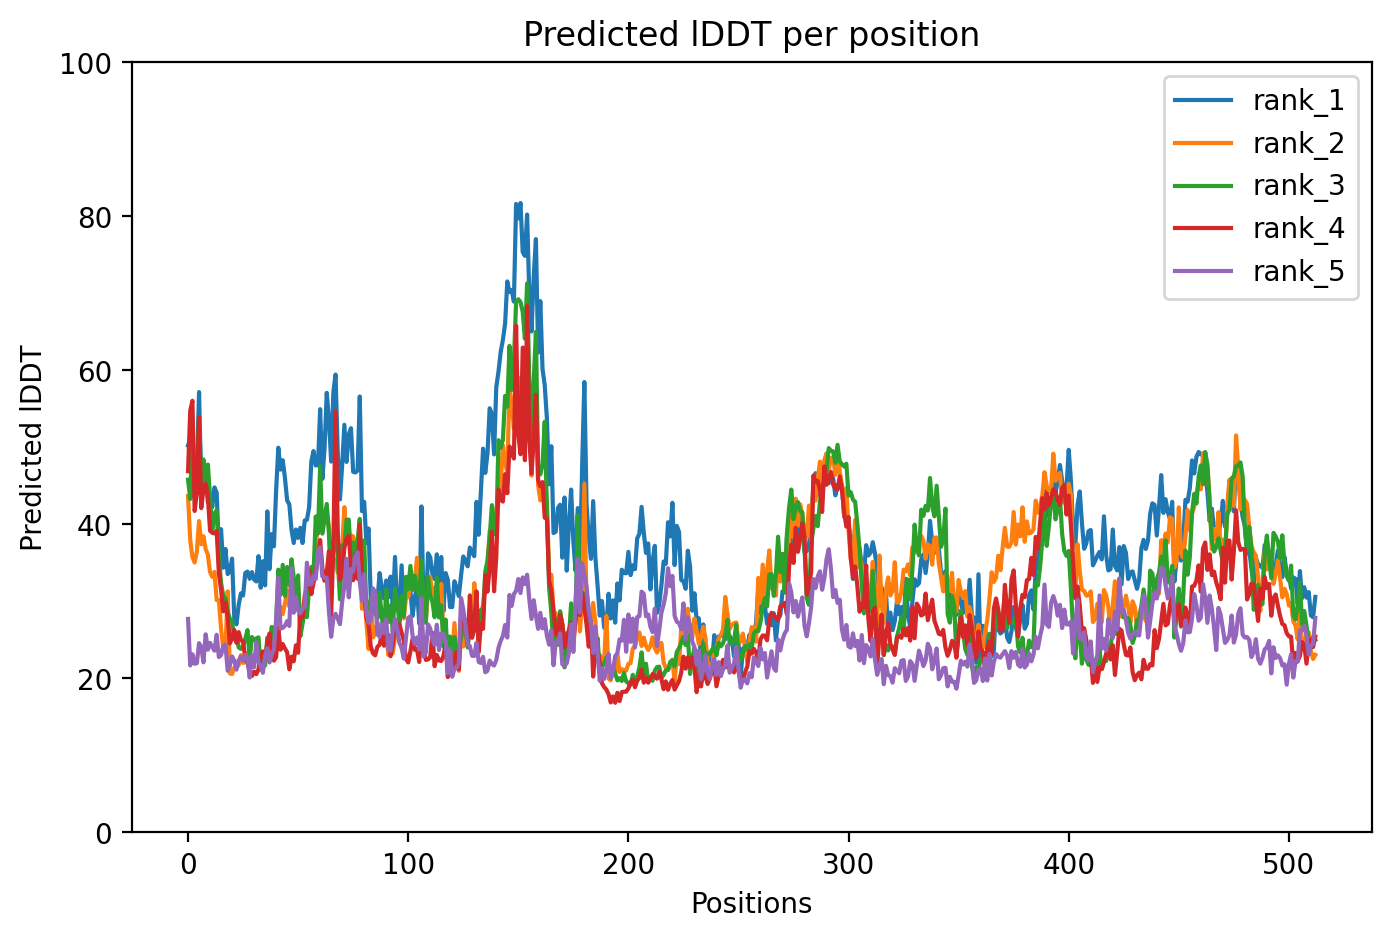 Predicted lDDT per position
100
80
60
40
20
0
Predicted lDDT
0
100
200
300
400
500
Positions
rank_1
rank_2
rank_3
rank_4
rank_5